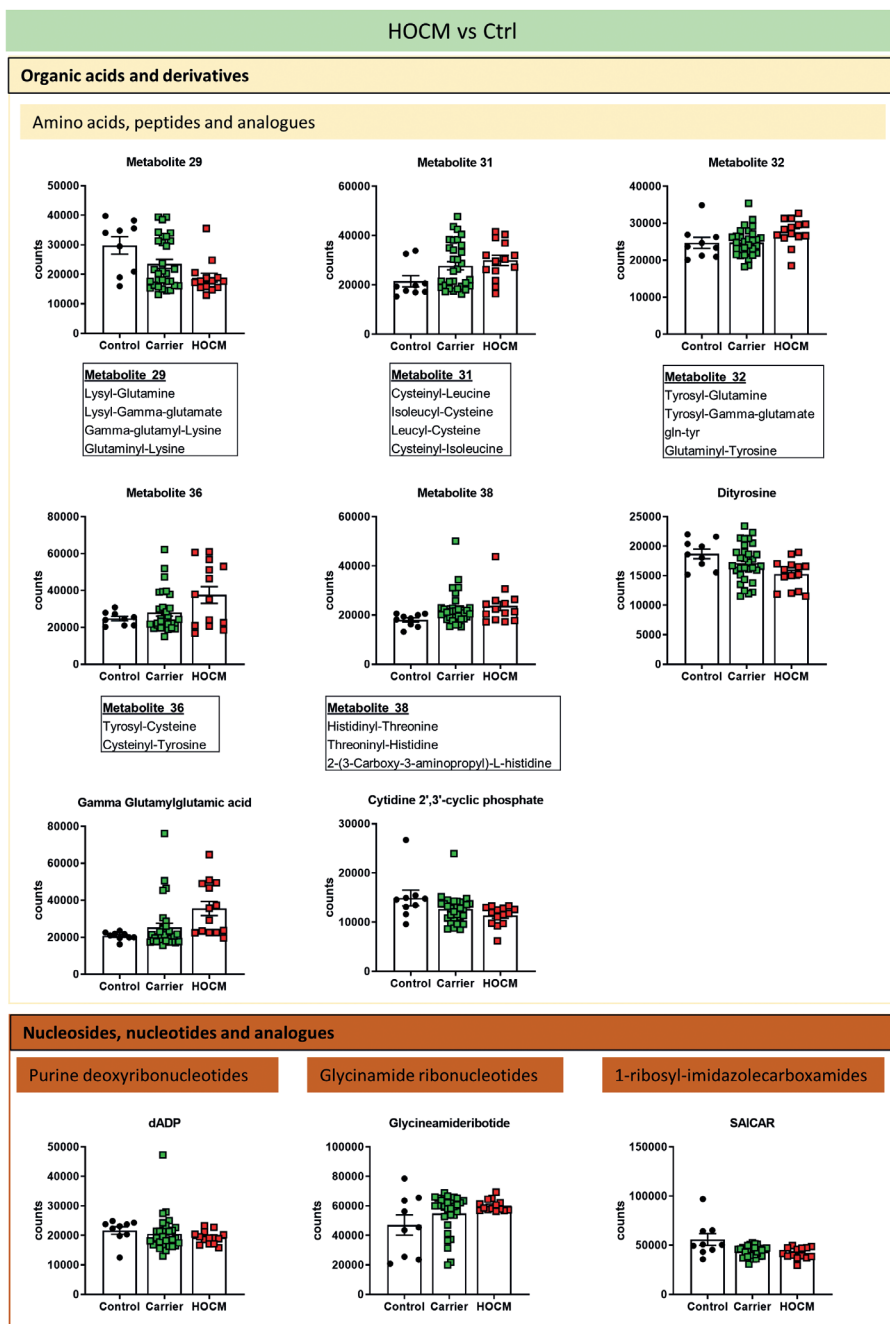 HOCM vs Ctrl
Organic acids and derivatives
Amino acids, peptides and analogues
Metabolite 29
50000
40000
30000
20000
10000
0
counts
Control Carrier HOCM
Metabolite 31
60000
40000
20000
0
counts
Control Carrier HOCM
Metabolite 32
40000
30000
20000
10000
0
counts
Control Carrier HOCM
Metabolite 29
Lysyl-Glutamine
Lysyl-Gamma-glutamate
Gamma-glutamyl-Lysine
Glutaminyl-Lysine
Metabolite 31
Cysteinyl-Leucine
Isoleucyl-Cysteine
Leucyl-Cysteine
Cysteinyl-Isoleucine
Metabolite 32
Tyrosyl-Glutamine
Tyrosyl-Gamma-glutamate
gln-tyr
Glutaminyl-Tyrosine
Metabolite 36
80000
60000
40000
20000
0
counts
Control Carrier HOCM
Metabolite 38
60000
40000
20000
0
counts
Control Carrier HOCM
Dityrosine
25000
20000
15000
10000
5000
0
counts
Control Carrier HOCM
Metabolite 36
Tyrosyl-Cysteine
Cysteinyl-Tyrosine
Metabolite 38
Histidinyl-Threonine
Threoninyl-Histidine
2-(3-Carboxy-3-aminopropyl)-L-histidine
Gamma Glutamylglutamic acid
80000
60000
40000
20000
0
counts
Control Carrier HOCM
Cytidine 2',3'-cyclic phosphate
30000
20000
10000
0
counts
Control Carrier HOCM
Nucleosides, nucleotides and analogues
Purine deoxyribonucleotides
Glycinamide ribonucleotides
1-ribosyl-imidazolecarboxamides
dADP
50000
40000
30000
20000
10000
0
counts
Control Carrier HOCM
Glycineamideribotide
100000
80000
60000
40000
20000
0
counts
Control Carrier HOCM
SAICAR
150000
100000
50000
0
counts
Control Carrier HOCM